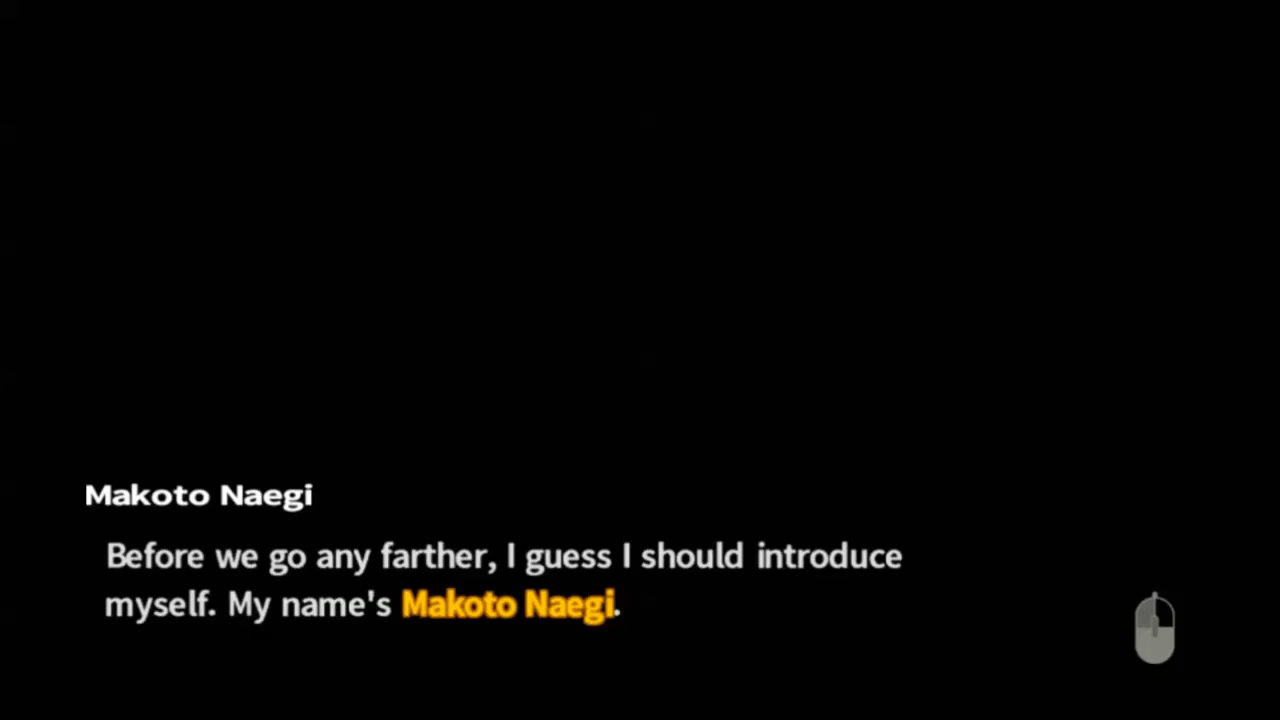 Makoto Naegi
Before we go any farther, I guess I should introduce
myself. My name's Makoto Naegi.